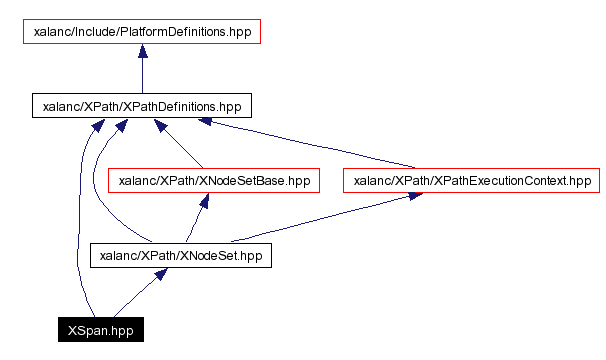 xalanc/Include/PlatformDefinitions.hpp
xalanc/XPath/XPathDefinitions.hpp
xalanc/XPath/XNodeSetBase.hpp
xalanc/XPath/XPathExecutionContext.hpp
xalanc/XPath/XNodeSet.hpp
XSpan.hpp